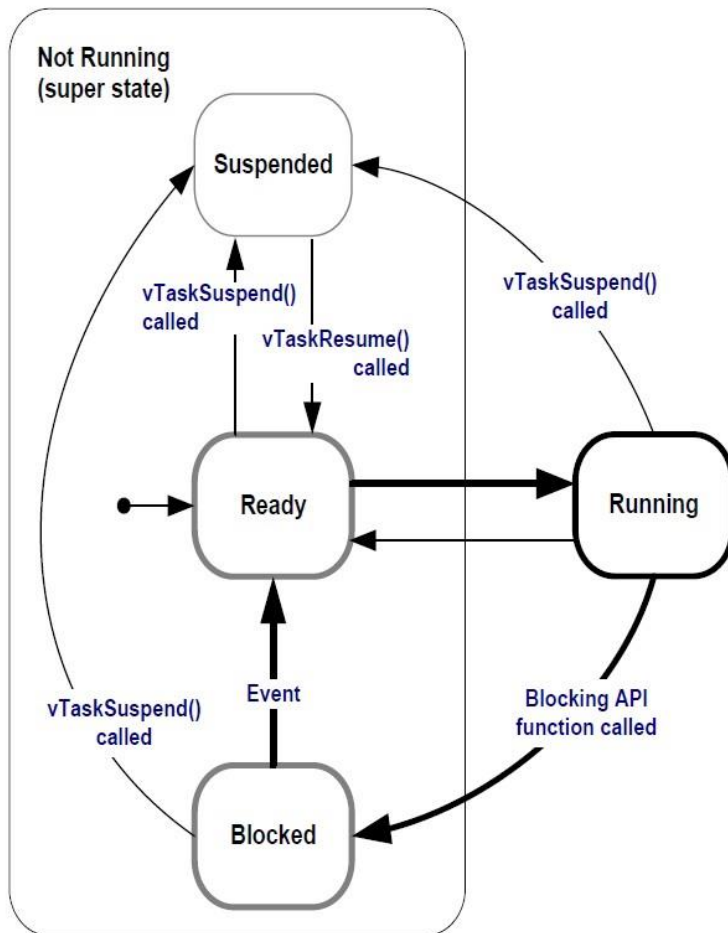 Not Running
(super state)
Suspended
vTaskSuspend()
called
vTaskResume()
called
vTaskSuspend()
called
Ready
Running
Event
vTaskSuspend()
called
Blocking API
function called
Blocked